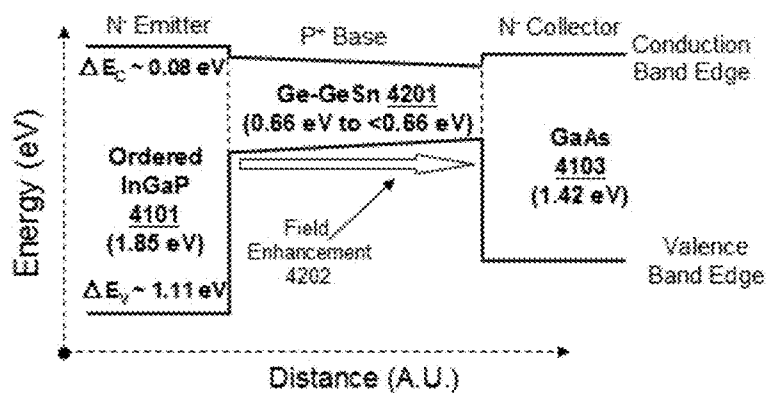 N⁻ Emitter
P⁺ Base
N⁻ Collector
Conduction
Band Edge
Δ E_C ~ 0.08 eV
Ge-GeSn 4201
(0.66 eV to <0.66 eV)
Ordered
InGaP
4101
(1.85 eV)
GaAs
4103
(1.42 eV)
Field
Enhancement
4202
Δ E_V ~ 1.11 eV
Valence
Band Edge
Energy (eV)
Distance (A.U.)